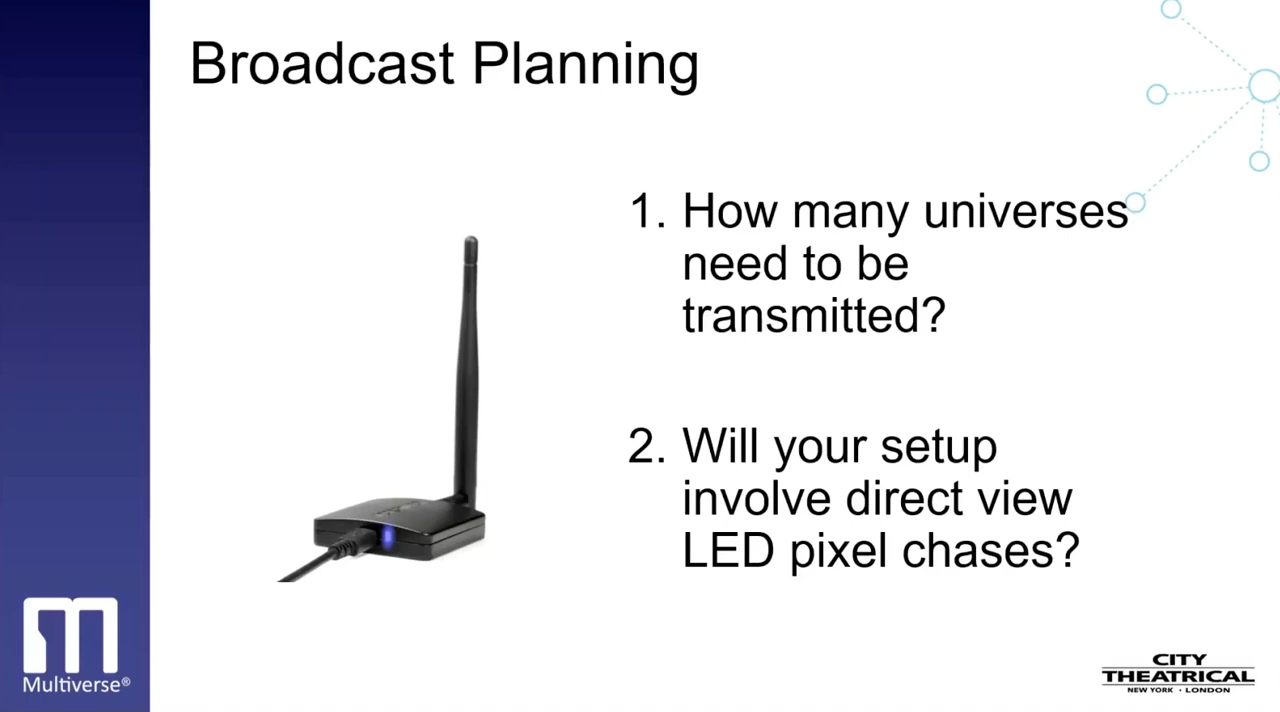 Broadcast Planning
1. How many universes
need to be
transmitted?
2. Will your setup
involve direct view
LED pixel chases?
Multiverse®
CITY
THEATRICAL
NEW YORK · LONDON